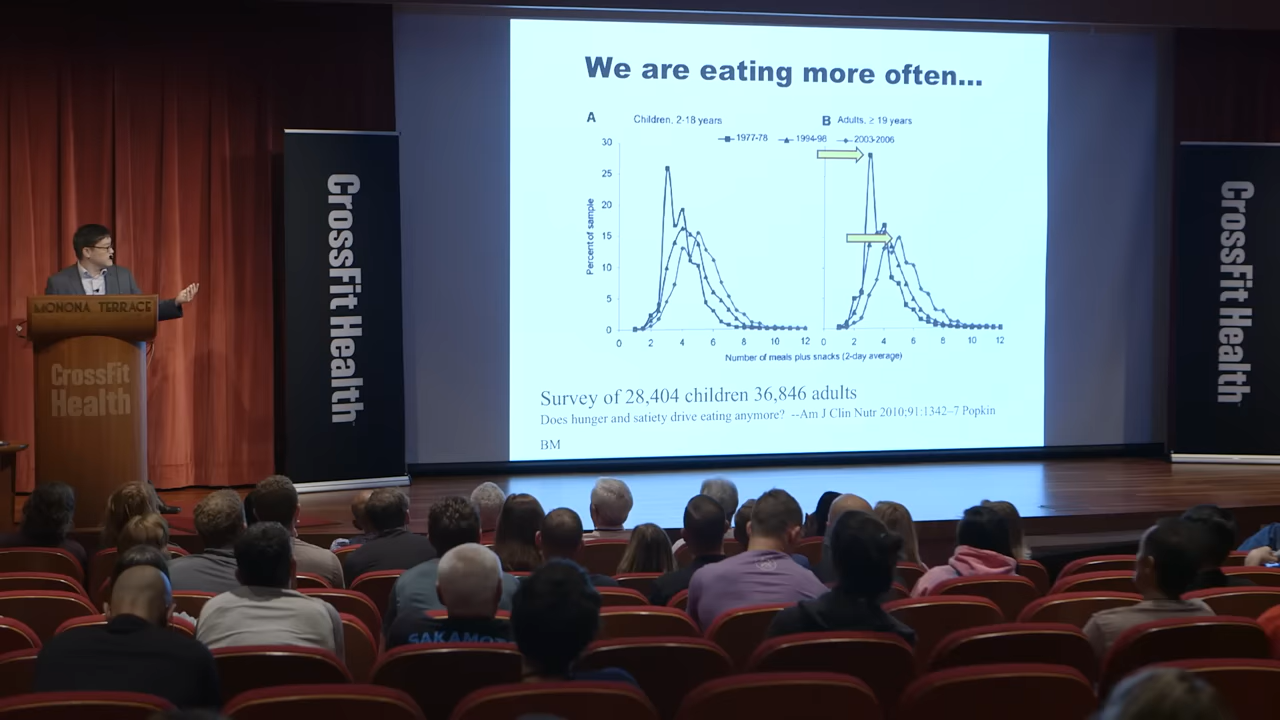 We are eating more often...
A Children, 2-18 years
B Adults, ≥ 19 years
1977-78 1994-98 2003-2006
30
25
20
15
10
5
0
Percent of sample
0 2 4 6 8 10 12
0 2 4 6 8 10 12
Number of meals plus snacks (2-day average)
Survey of 28,404 children 36,846 adults
Does hunger and satiety drive eating anymore? --Am J Clin Nutr 2010;91:1342–7 Popkin
BM
CrossFit Health
CrossFit Health
MONONA TERRACE
CrossFit
Health
SAKAMOTO